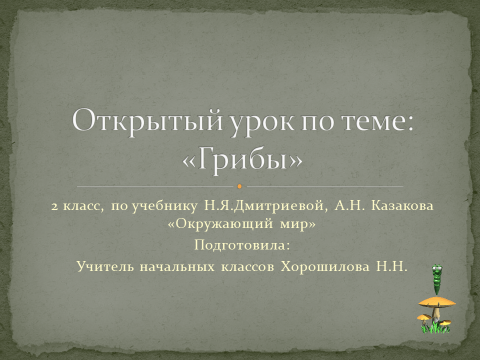 Открытый урок по теме:
«Грибы»
2 класс, по учебнику Н.Я.Дмитриевой, А.Н. Казакова
«Окружающий мир»
Подготовила:
Учитель начальных классов Хорошилова Н.Н.